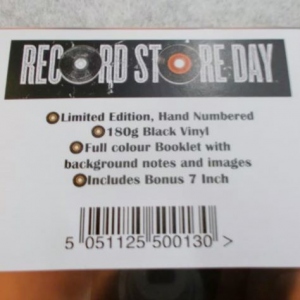 RECORD STORE DAY
Limited Edition, Hand Numbered
180g Black Vinyl
Full colour Booklet with
background notes and images
Includes Bonus 7 Inch
5 051125 500130 >